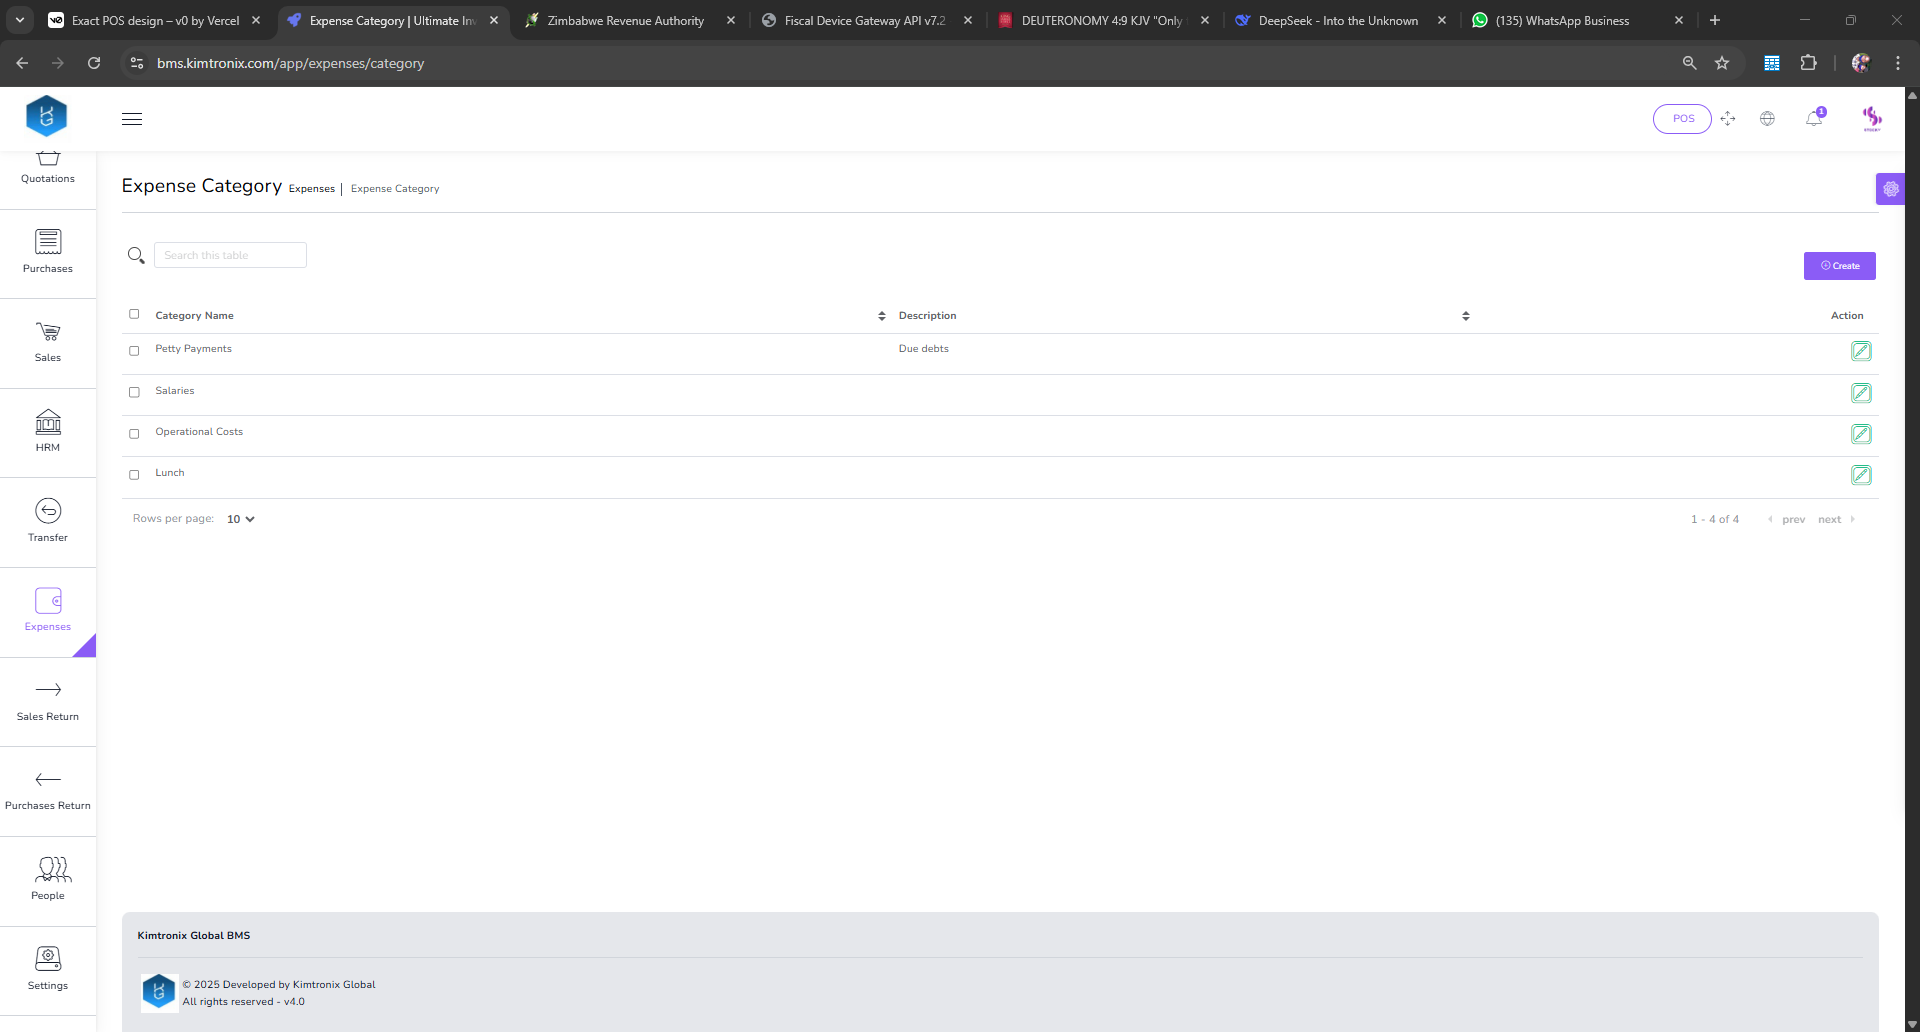 Exact POS design – v0 by Vercel
Expense Category | Ultimate Inv
Zimbabwe Revenue Authority
Fiscal Device Gateway API v7.2
DEUTERONOMY 4:9 KJV "Only
DeepSeek - Into the Unknown
(135) WhatsApp Business
bms.kimtronix.com/app/expenses/category
POS
1
Quotations
Purchases
Sales
HRM
Transfer
Expenses
Sales Return
Purchases Return
People
Settings
Expense Category Expenses | Expense Category
Search this table
Create
Category Name Description Action
Petty Payments Due debts
Salaries
Operational Costs
Lunch
Rows per page: 10
1 - 4 of 4 prev next
Kimtronix Global BMS
© 2025 Developed by Kimtronix Global
All rights reserved - v4.0